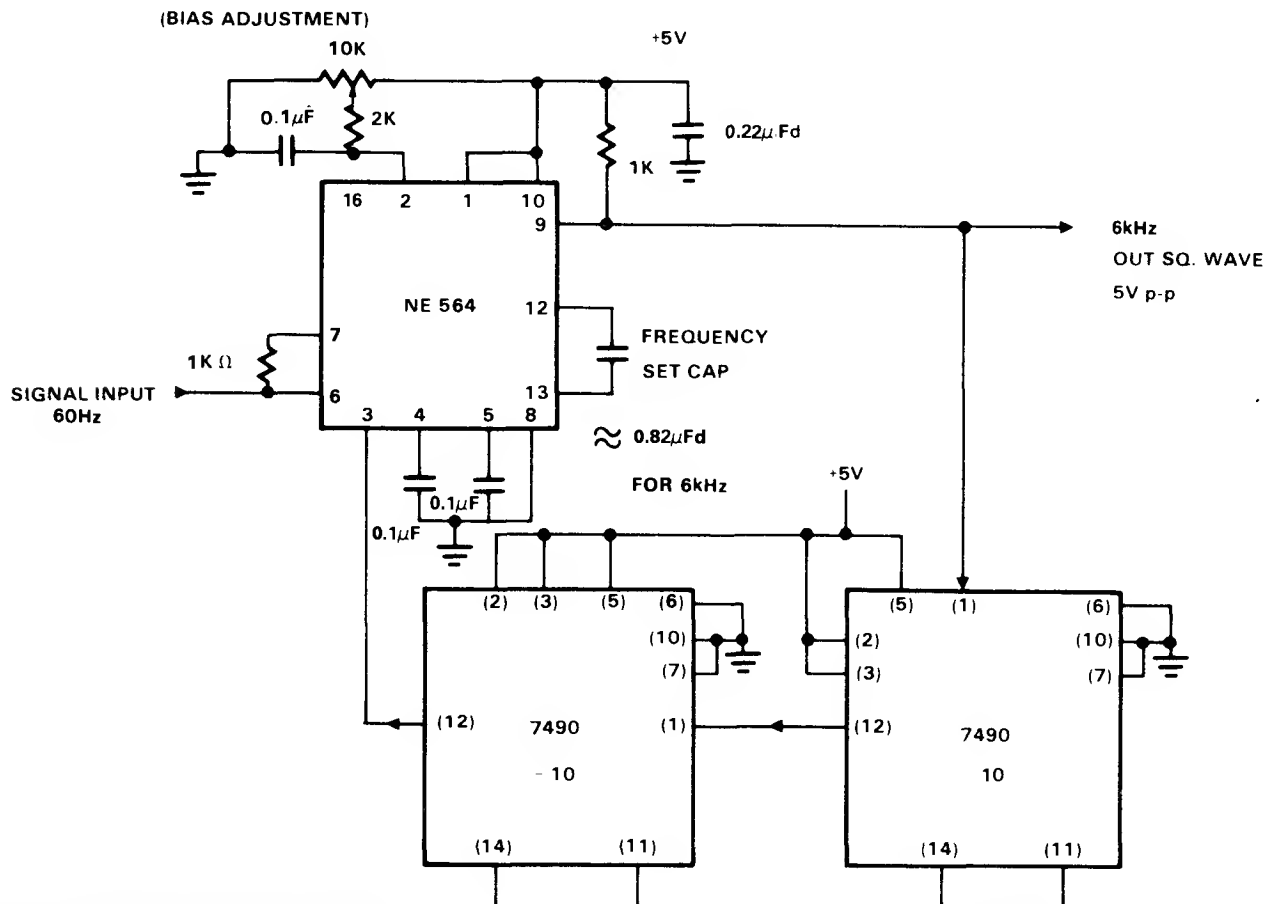 (BIAS ADJUSTMENT)
10K
+5V
0.1μF
2K
0.22μFd
1K
16 2 1 10
9
6kHz
OUT SQ. WAVE
5V p-p
NE 564
12
FREQUENCY
SET CAP
7
1K Ω
13
SIGNAL INPUT
60Hz
6
3 4 5 8
≈ 0.82μFd
FOR 6kHz
+5V
0.1μF
0.1μF
(2) (3) (5) (6)
(10)
(7)
(5) (1) (6)
(2)
(3)
(10)
(7)
(12) 7490 (1)
- 10
(12) 7490
10
(14) (11)
(14) (11)